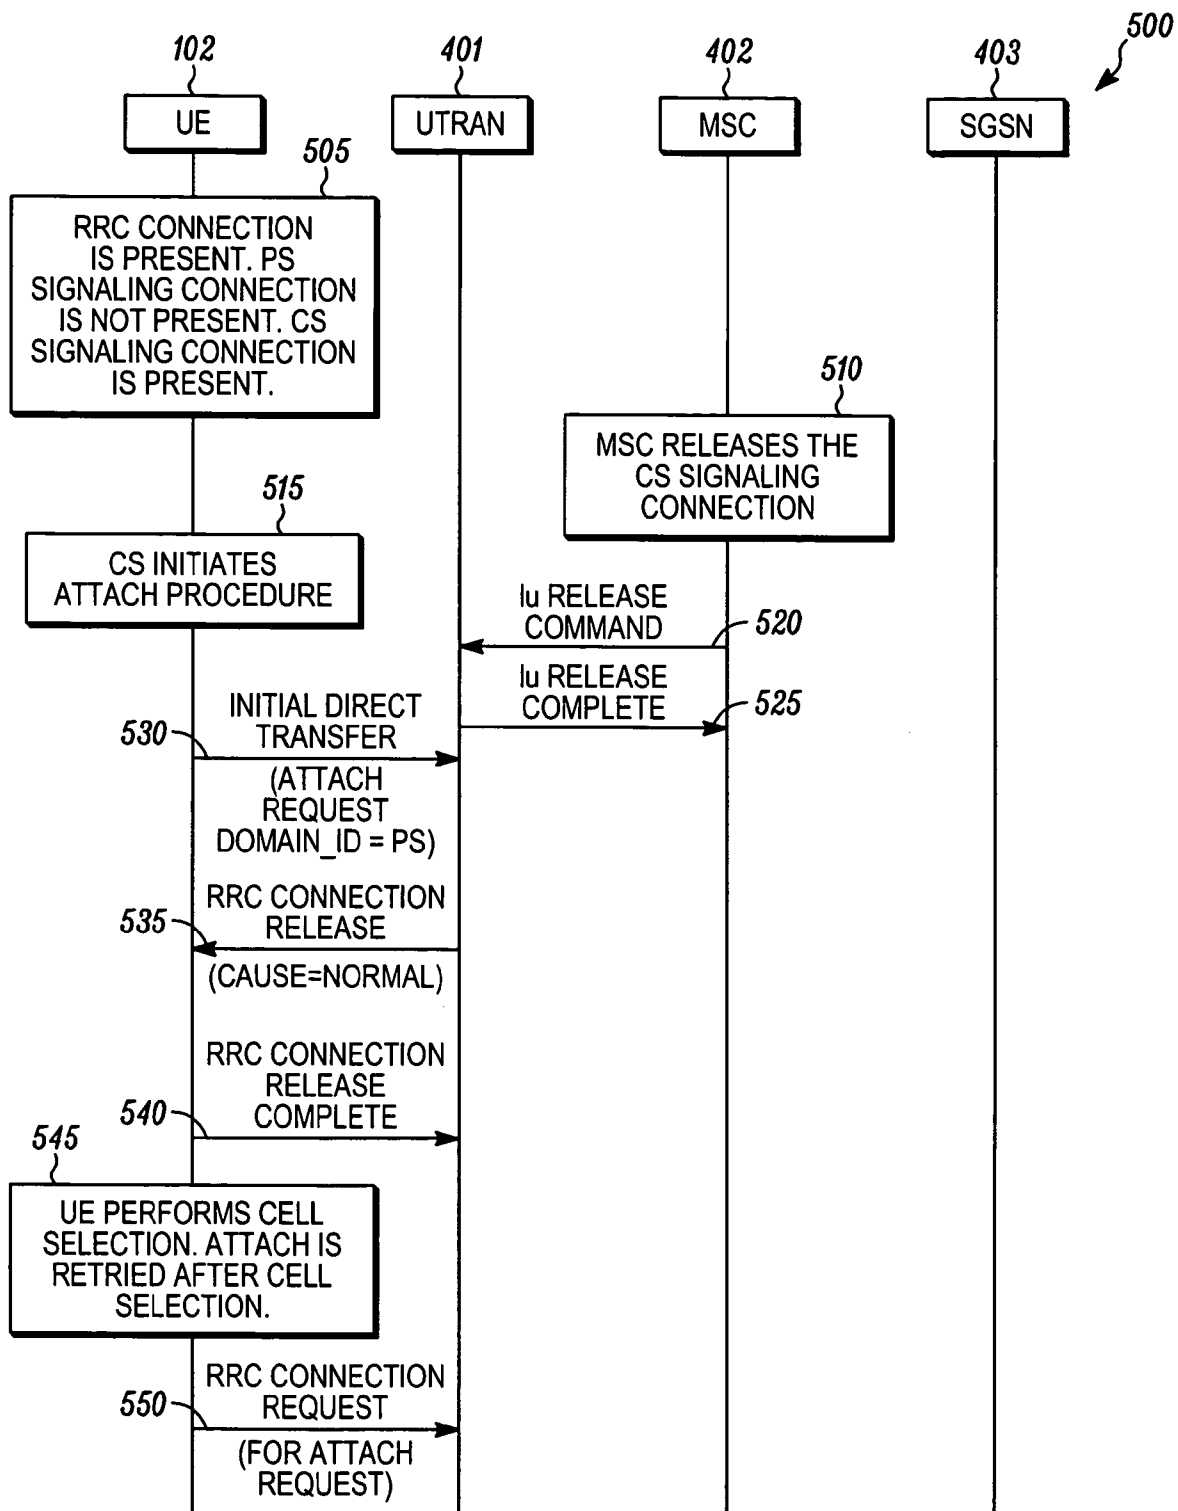 500
102
401
402
403
UE
UTRAN
MSC
SGSN
505
RRC CONNECTION
IS PRESENT. PS
SIGNALING CONNECTION
IS NOT PRESENT. CS
SIGNALING CONNECTION
IS PRESENT.
510
MSC RELEASES THE
CS SIGNALING
CONNECTION
515
CS INITIATES
ATTACH PROCEDURE
Iu RELEASE
COMMAND
520
Iu RELEASE
COMPLETE
525
INITIAL DIRECT
TRANSFER
530
(ATTACH
REQUEST
DOMAIN_ID = PS)
RRC CONNECTION
RELEASE
535
(CAUSE=NORMAL)
RRC CONNECTION
RELEASE
COMPLETE
540
545
UE PERFORMS CELL
SELECTION. ATTACH IS
RETRIED AFTER CELL
SELECTION.
RRC CONNECTION
REQUEST
550
(FOR ATTACH
REQUEST)